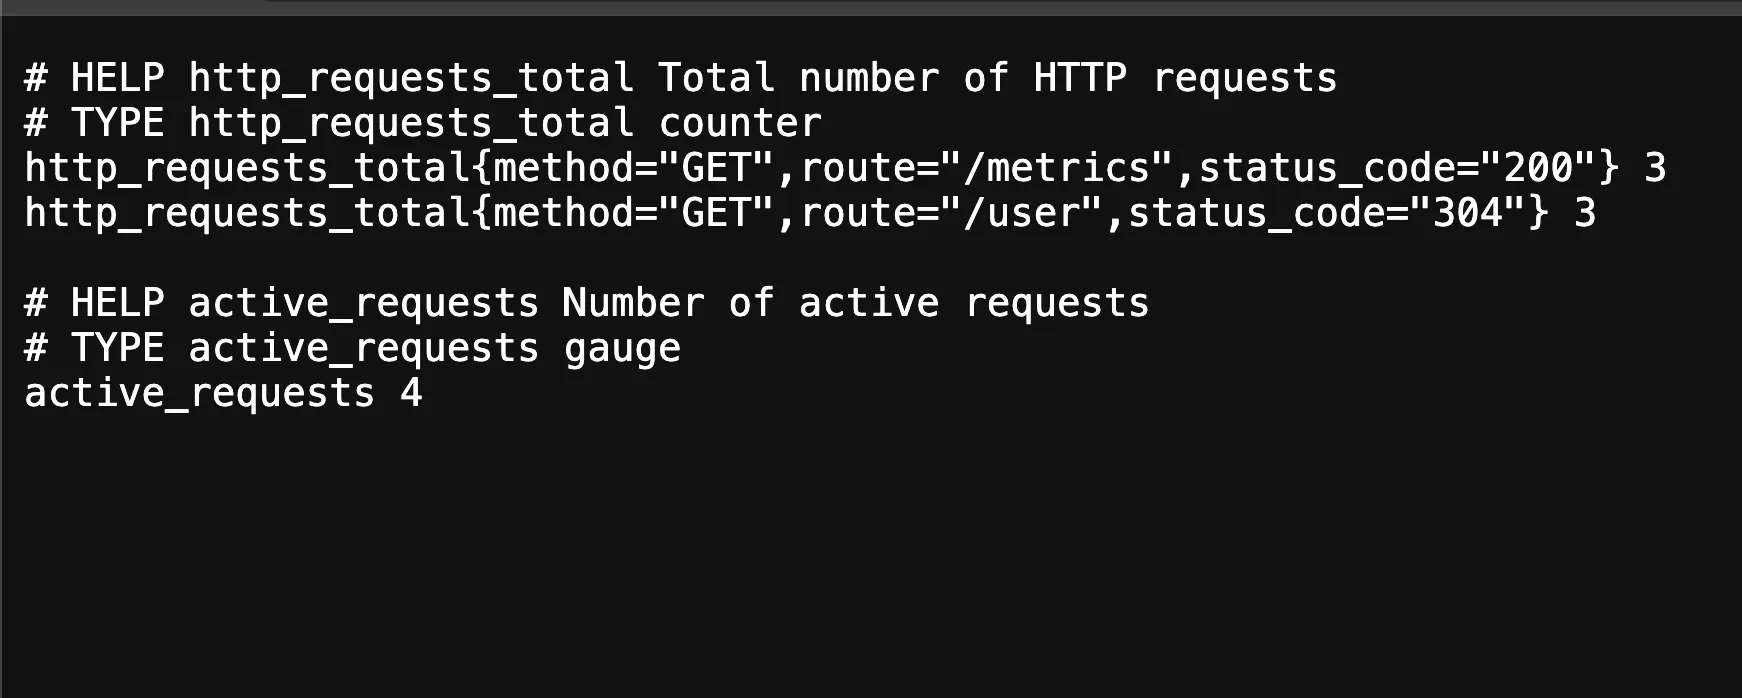 # HELP http_requests_total Total number of HTTP requests
# TYPE http_requests_total counter
http_requests_total{method="GET",route="/metrics",status_code="200"} 3
http_requests_total{method="GET",route="/user",status_code="304"} 3
# HELP active_requests Number of active requests
# TYPE active_requests gauge
active_requests 4